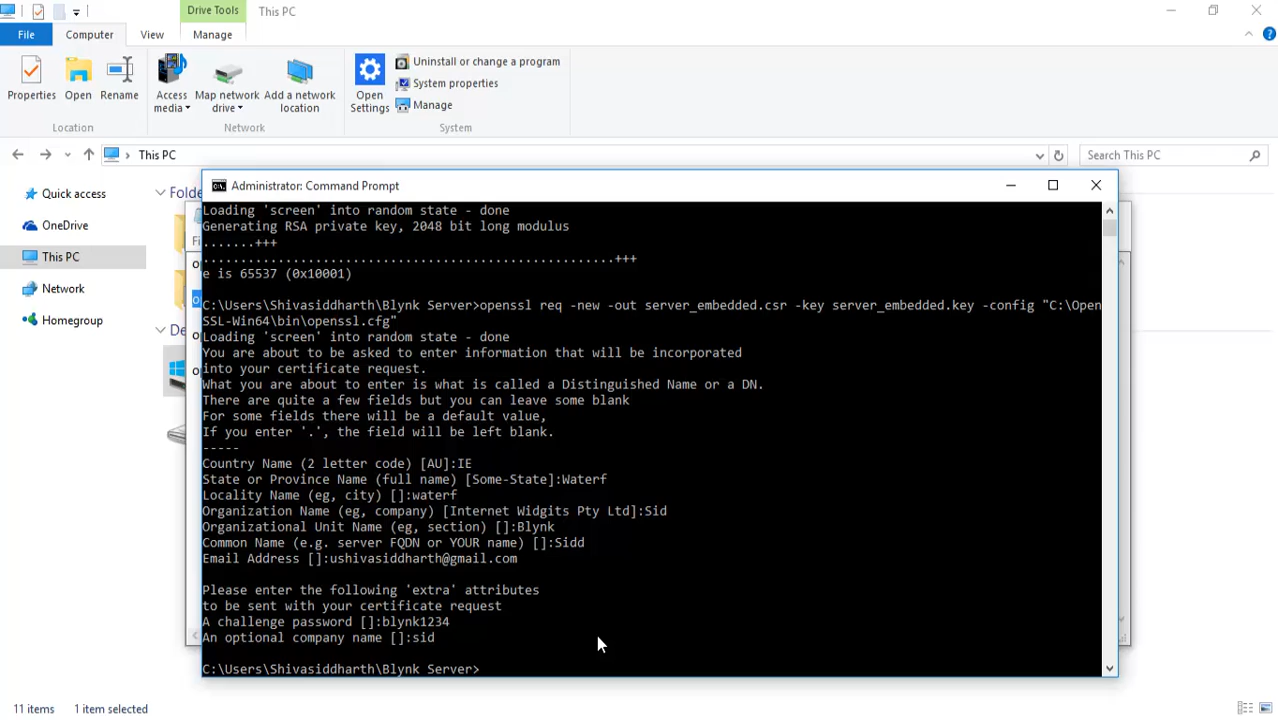 Drive Tools
This PC
File
Computer
View
Manage
Properties
Open
Rename
Access media
Map network drive
Add a network location
Open Settings
Uninstall or change a program
System properties
Manage
Location
Network
System
This PC
Search This PC
Quick access
OneDrive
This PC
Network
Homegroup
Folde
De
Fi
Administrator: Command Prompt
Loading 'screen' into random state - done
Generating RSA private key, 2048 bit long modulus
.......+++
.......................................................+++
e is 65537 (0x10001)
C:\Users\Shivasiddharth\Blynk Server>openssl req -new -out server_embedded.csr -key server_embedded.key -config "C:\Open
SSL-Win64\bin\openssl.cfg"
Loading 'screen' into random state - done
You are about to be asked to enter information that will be incorporated
into your certificate request.
What you are about to enter is what is called a Distinguished Name or a DN.
There are quite a few fields but you can leave some blank
For some fields there will be a default value,
If you enter '.', the field will be left blank.
-----
Country Name (2 letter code) [AU]:IE
State or Province Name (full name) [Some-State]:Waterf
Locality Name (eg, city) []:waterf
Organization Name (eg, company) [Internet Widgits Pty Ltd]:Sid
Organizational Unit Name (eg, section) []:Blynk
Common Name (e.g. server FQDN or YOUR name) []:Sidd
Email Address []:ushivasiddharth@gmail.com
Please enter the following 'extra' attributes
to be sent with your certificate request
A challenge password []:blynk1234
An optional company name []:sid
C:\Users\Shivasiddharth\Blynk Server>
11 items
1 item selected